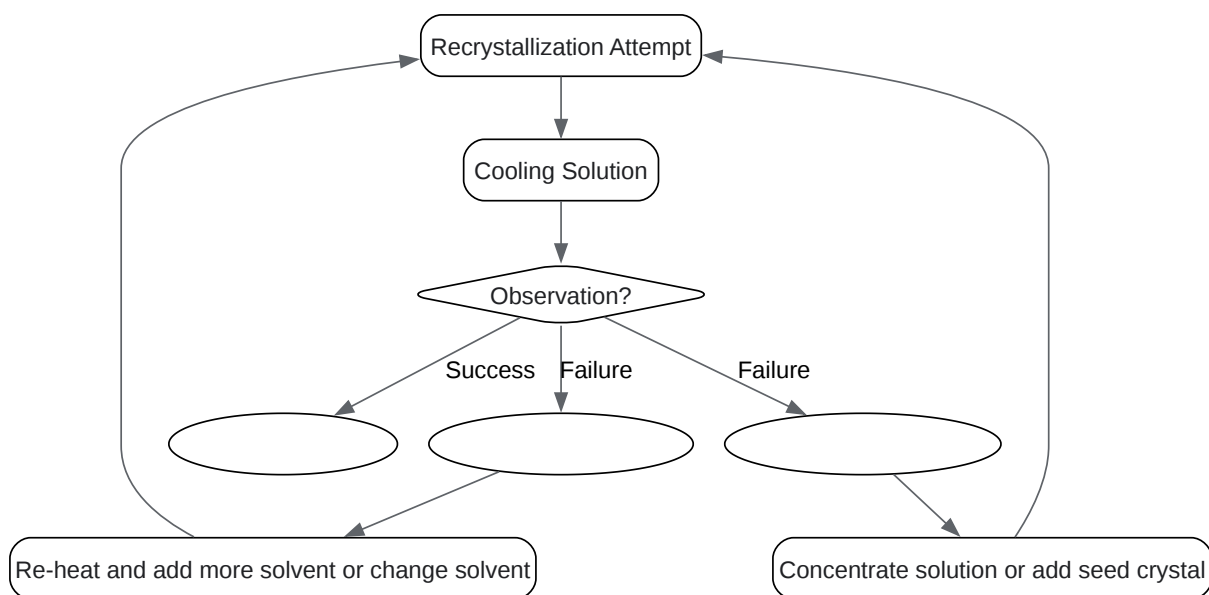 Recrystallization Attempt
Cooling Solution
Observation?
Success
Failure
Failure
Re-heat and add more solvent or change solvent
Concentrate solution or add seed crystal